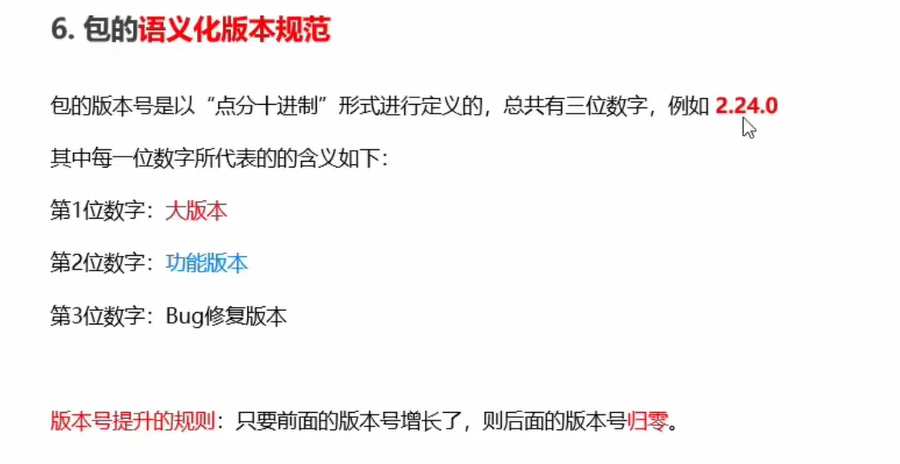 6. 包的语义化版本规范
包的版本号是以“点分十进制”形式进行定义的，总共有三位数字，例如 2.24.0
其中每一位数字所代表的的含义如下：
第1位数字：大版本
第2位数字：功能版本
第3位数字：Bug修复版本
版本号提升的规则：只要前面的版本号增长了，则后面的版本号归零。